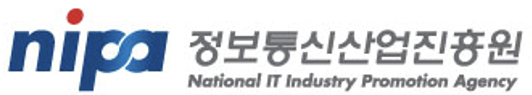 nipa 정보통신산업진흥원
National IT Industry Promotion Agency